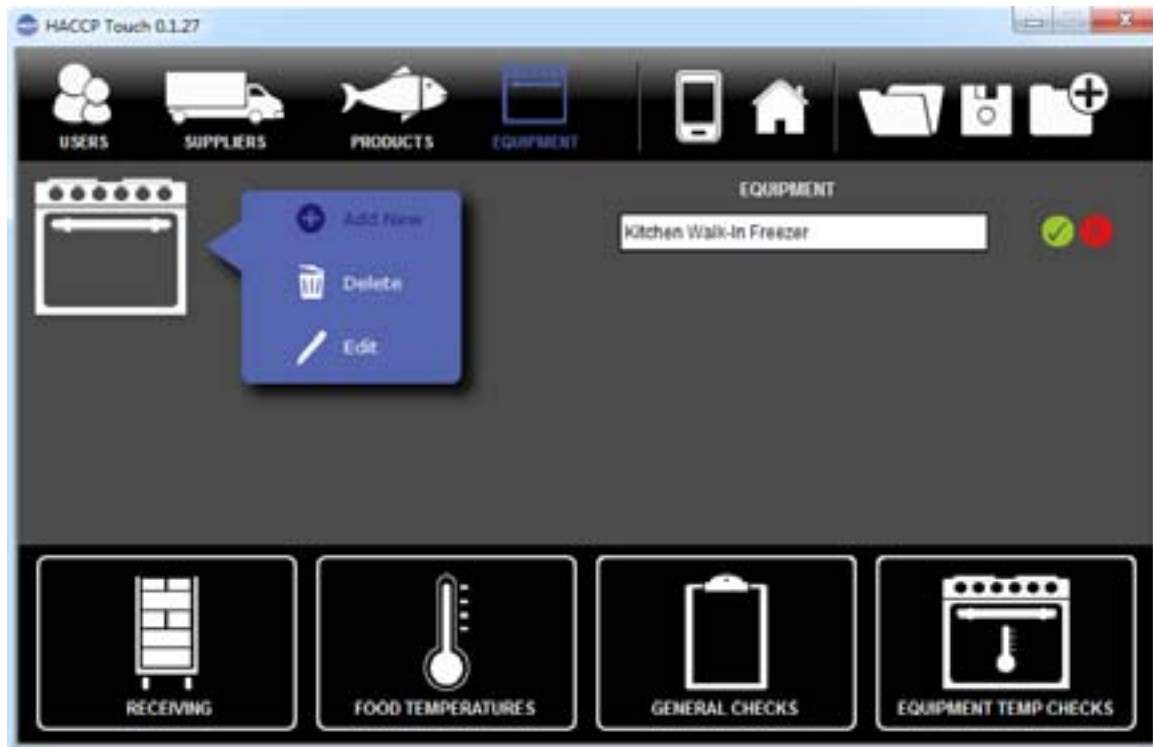 HACCP Touch 0.1.27
USERS
SUPPLIERS
PRODUCTS
EQUIPMENT
EQUIPMENT
Kitchen Walk-In Freezer
Add New
Delete
Edit
RECEIVING
FOOD TEMPERATURES
GENERAL CHECKS
EQUIPMENT TEMP CHECKS